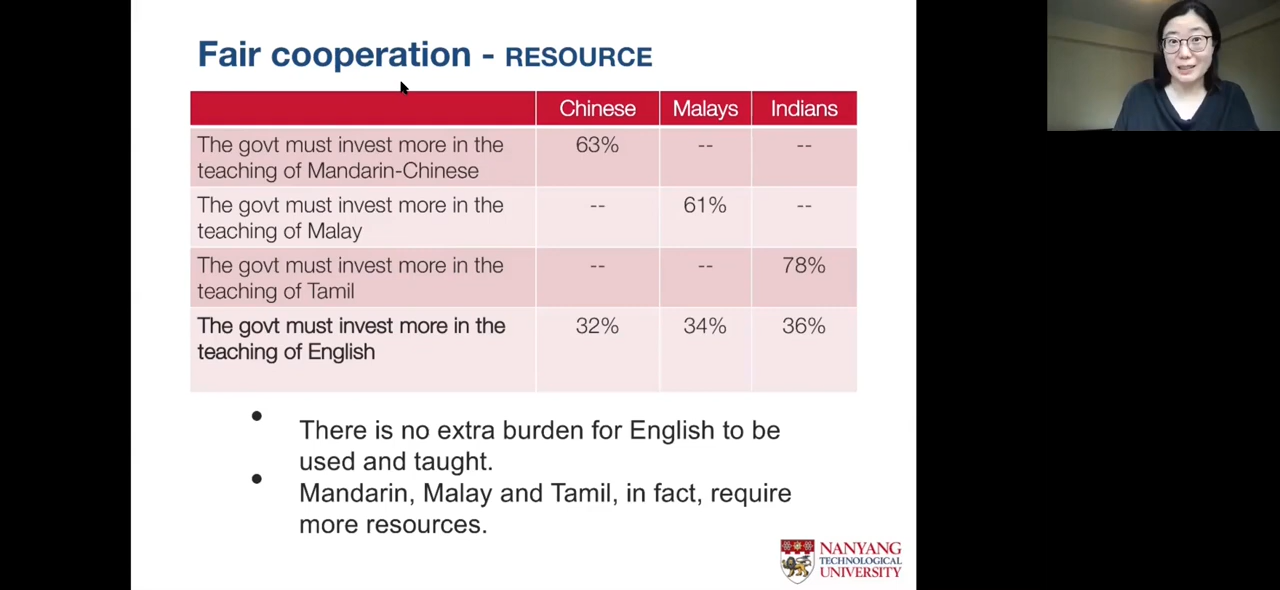 Fair cooperation - RESOURCE
Chinese Malays Indians
The govt must invest more in the 63% -- --
teaching of Mandarin-Chinese
The govt must invest more in the -- 61% --
teaching of Malay
The govt must invest more in the -- -- 78%
teaching of Tamil
The govt must invest more in the 32% 34% 36%
teaching of English
• There is no extra burden for English to be
used and taught.
• Mandarin, Malay and Tamil, in fact, require
more resources.
NANYANG
TECHNOLOGICAL
UNIVERSITY